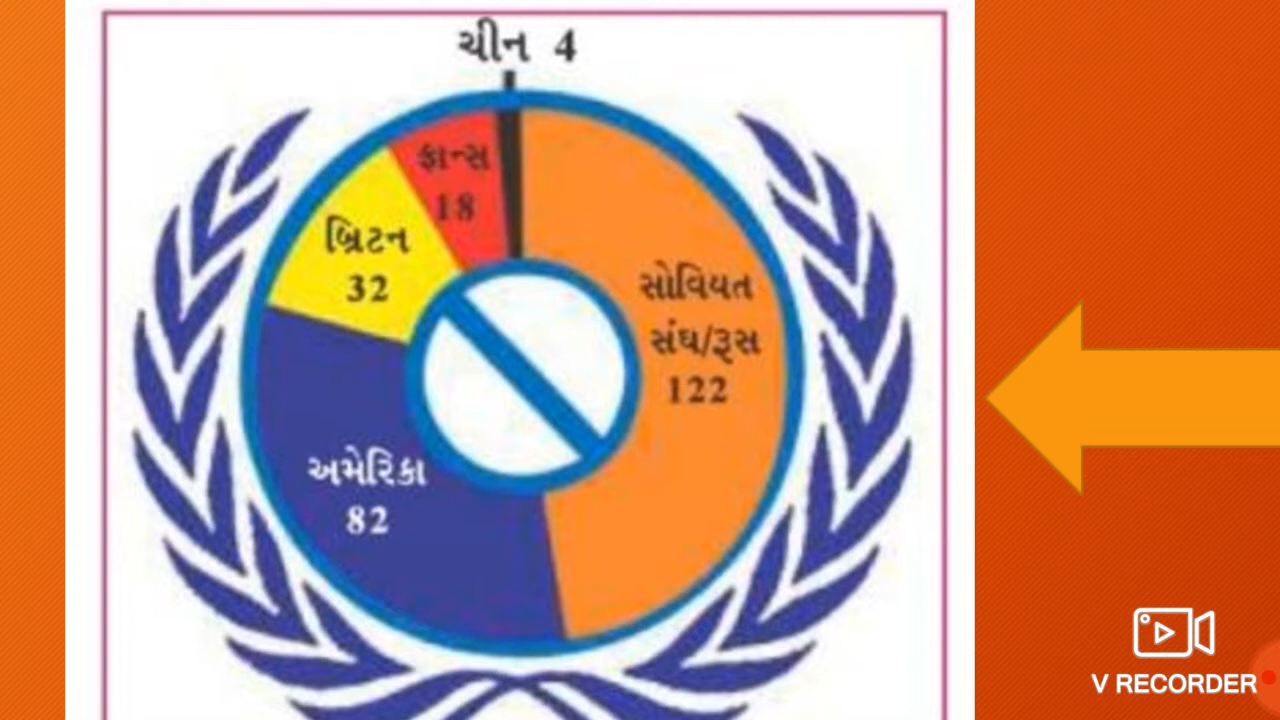 ચીન 4
ફ્રાન્સ
18
બ્રિટન
32
સોવિયત
સંઘ/રૂસ
122
અમેરિકા
82
V RECORDER